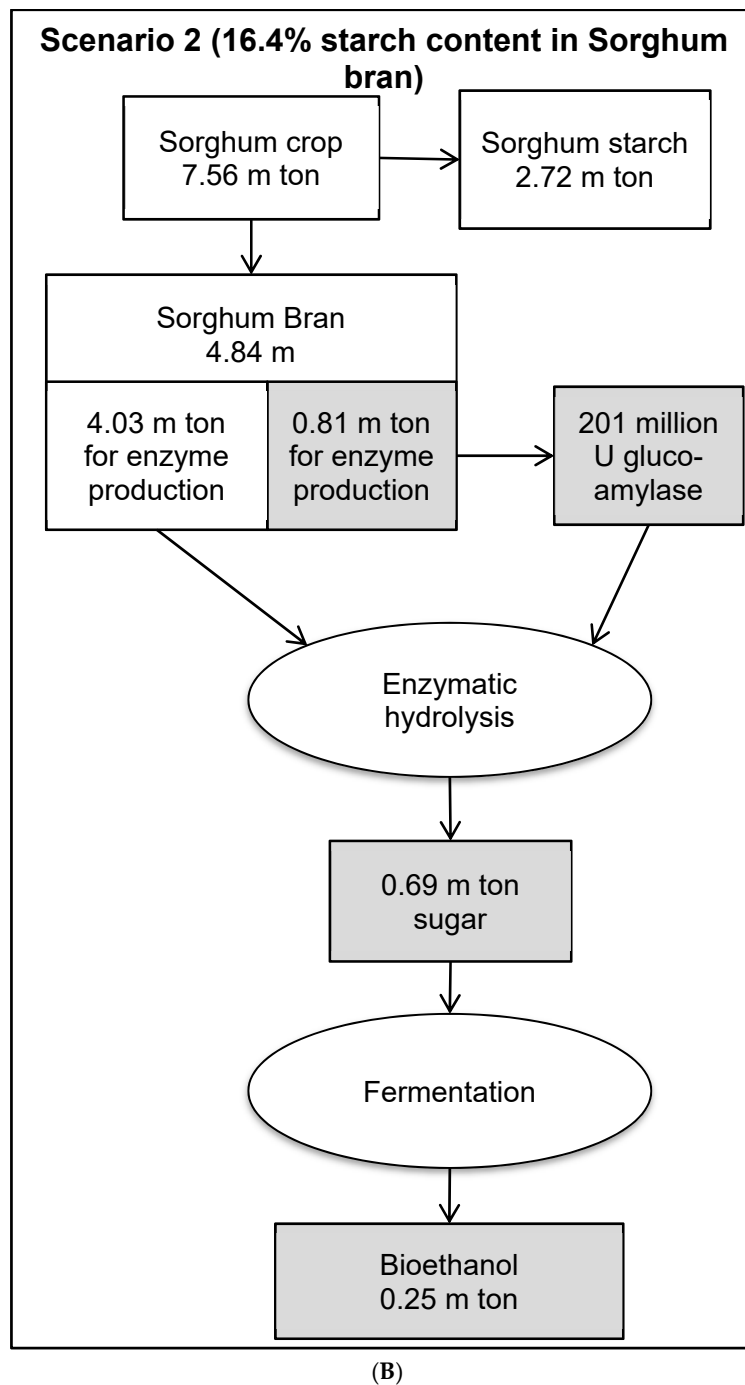 Scenario 2 (16.4% starch content in Sorghum
bran)
Sorghum crop
7.56 m ton
Sorghum starch
2.72 m ton
Sorghum Bran
4.84 m
4.03 m ton
for enzyme
production
0.81 m ton
for enzyme
production
201 million
U gluco-
amylase
Enzymatic
hydrolysis
0.69 m ton
sugar
Fermentation
Bioethanol
0.25 m ton
(B)